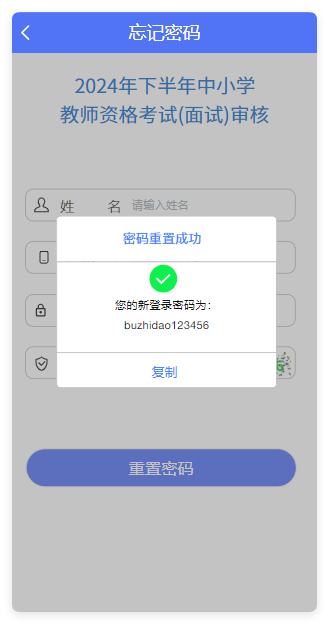 忘记密码
2024年下半年中小学
教师资格考试(面试)审核
姓 名 请输入姓名
密码重置成功
您的新登录密码为：
buzhidao123456
复制
重置密码